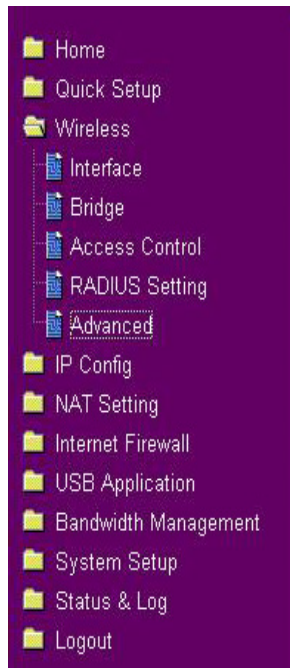 Home
Quick Setup
Wireless
Interface
Bridge
Access Control
RADIUS Setting
Advanced
IP Config
NAT Setting
Internet Firewall
USB Application
Bandwidth Management
System Setup
Status & Log
Logout